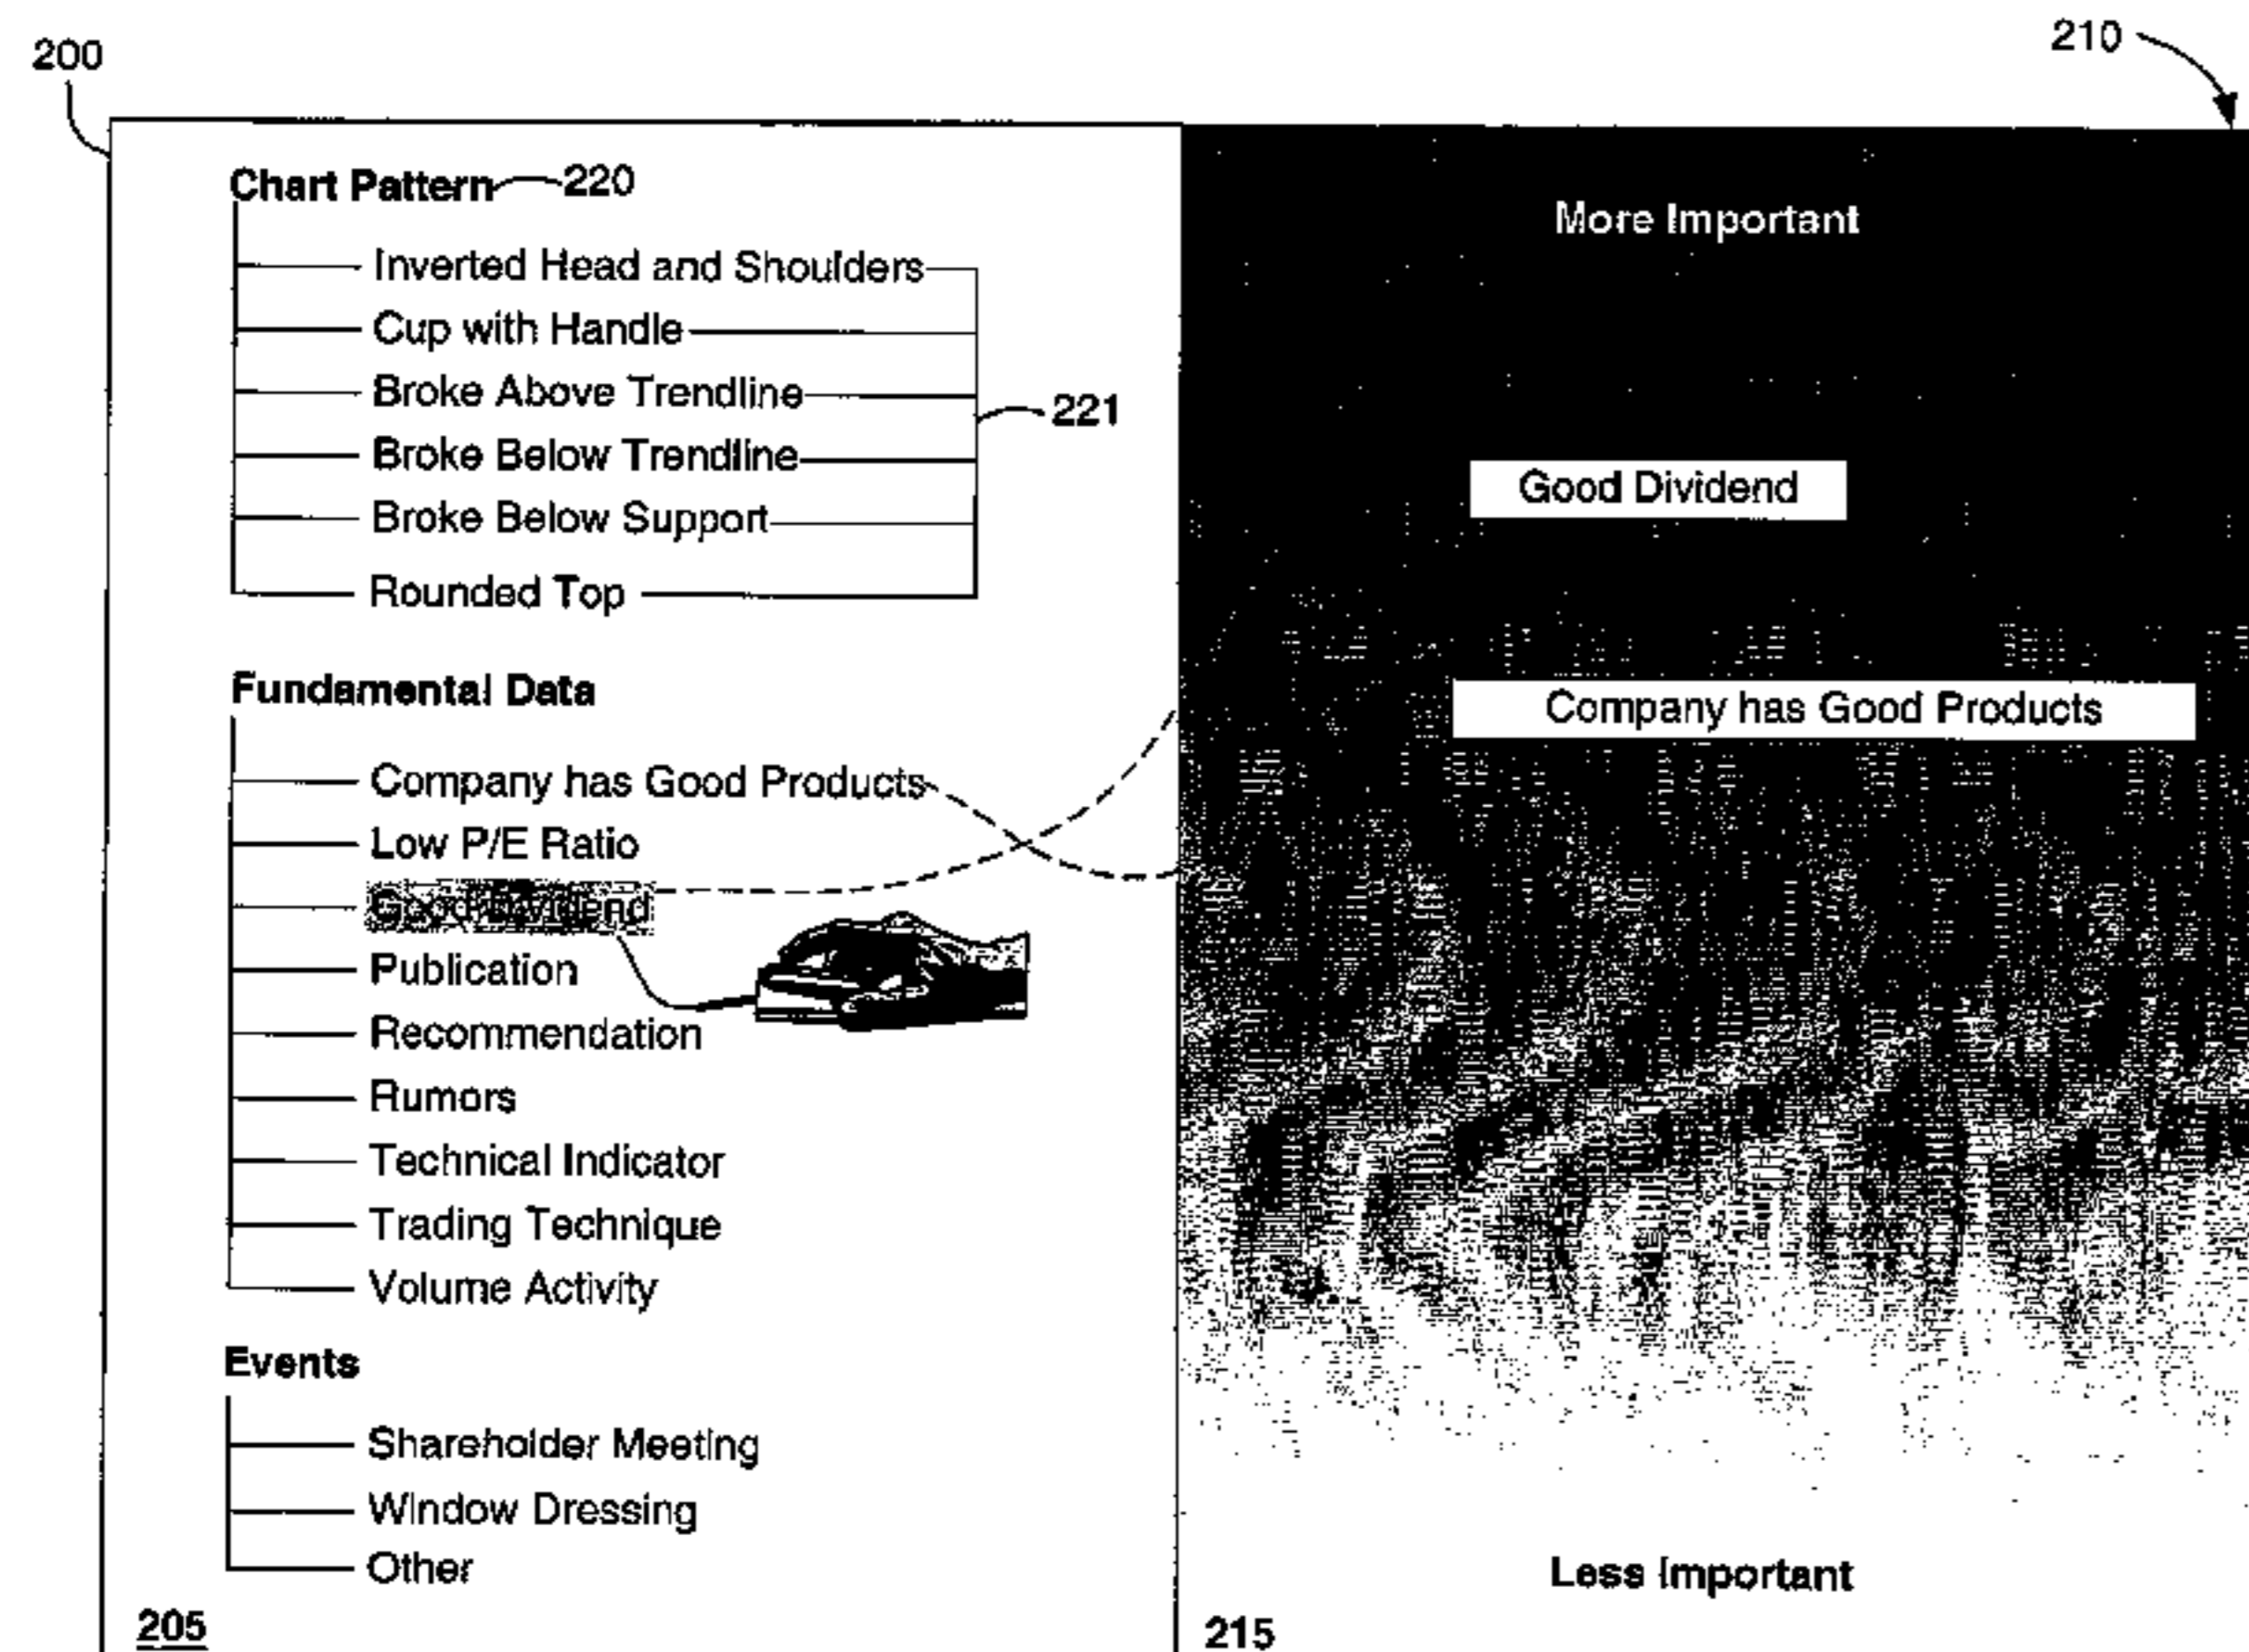 200
210
Chart Pattern 220
Inverted Head and Shoulders
Cup with Handle
Broke Above Trendline
221
Broke Below Trendline
Broke Below Support
Rounded Top
Fundamental Data
Company has Good Products
Low P/E Ratio
Good Dividend
Publication
Recommendation
Rumors
Technical Indicator
Trading Technique
Volume Activity
Events
Shareholder Meeting
Window Dressing
Other
205
More Important
Good Dividend
Company has Good Products
Less Important
215